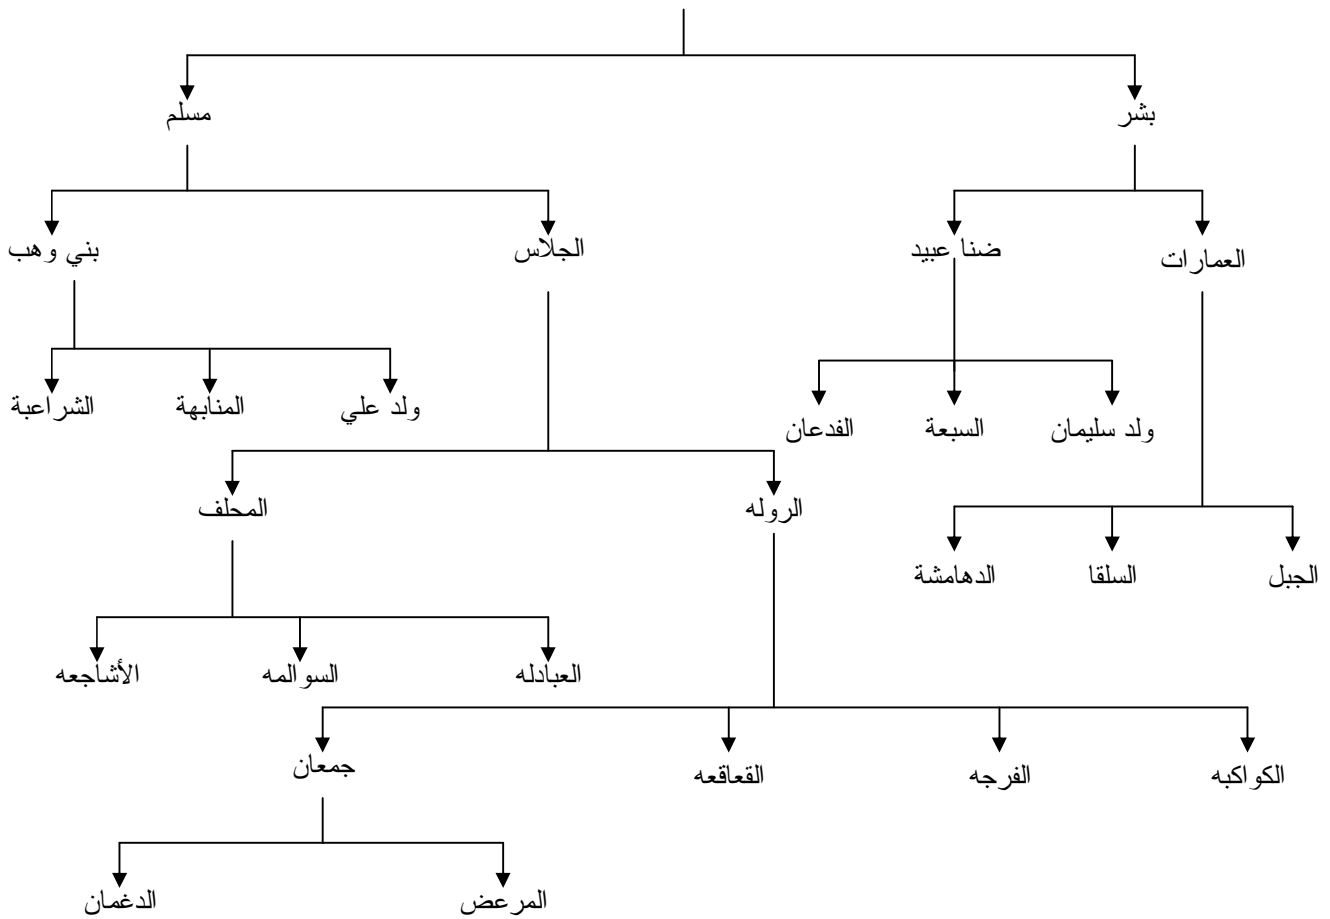 بشر
مسلم
العمارات
ضنا عبيد
الجلاس
بني وهب
ولد علي
المنابهة
الشراعبة
ولد سليمان
السبعة
الفدعان
الروله
المحلف
الجبل
السلقا
الدهامشة
العبادله
السوالمه
الأشاجعه
الكواكبه
الفرجه
القعاقعه
جمعان
المرعض
الدغمان